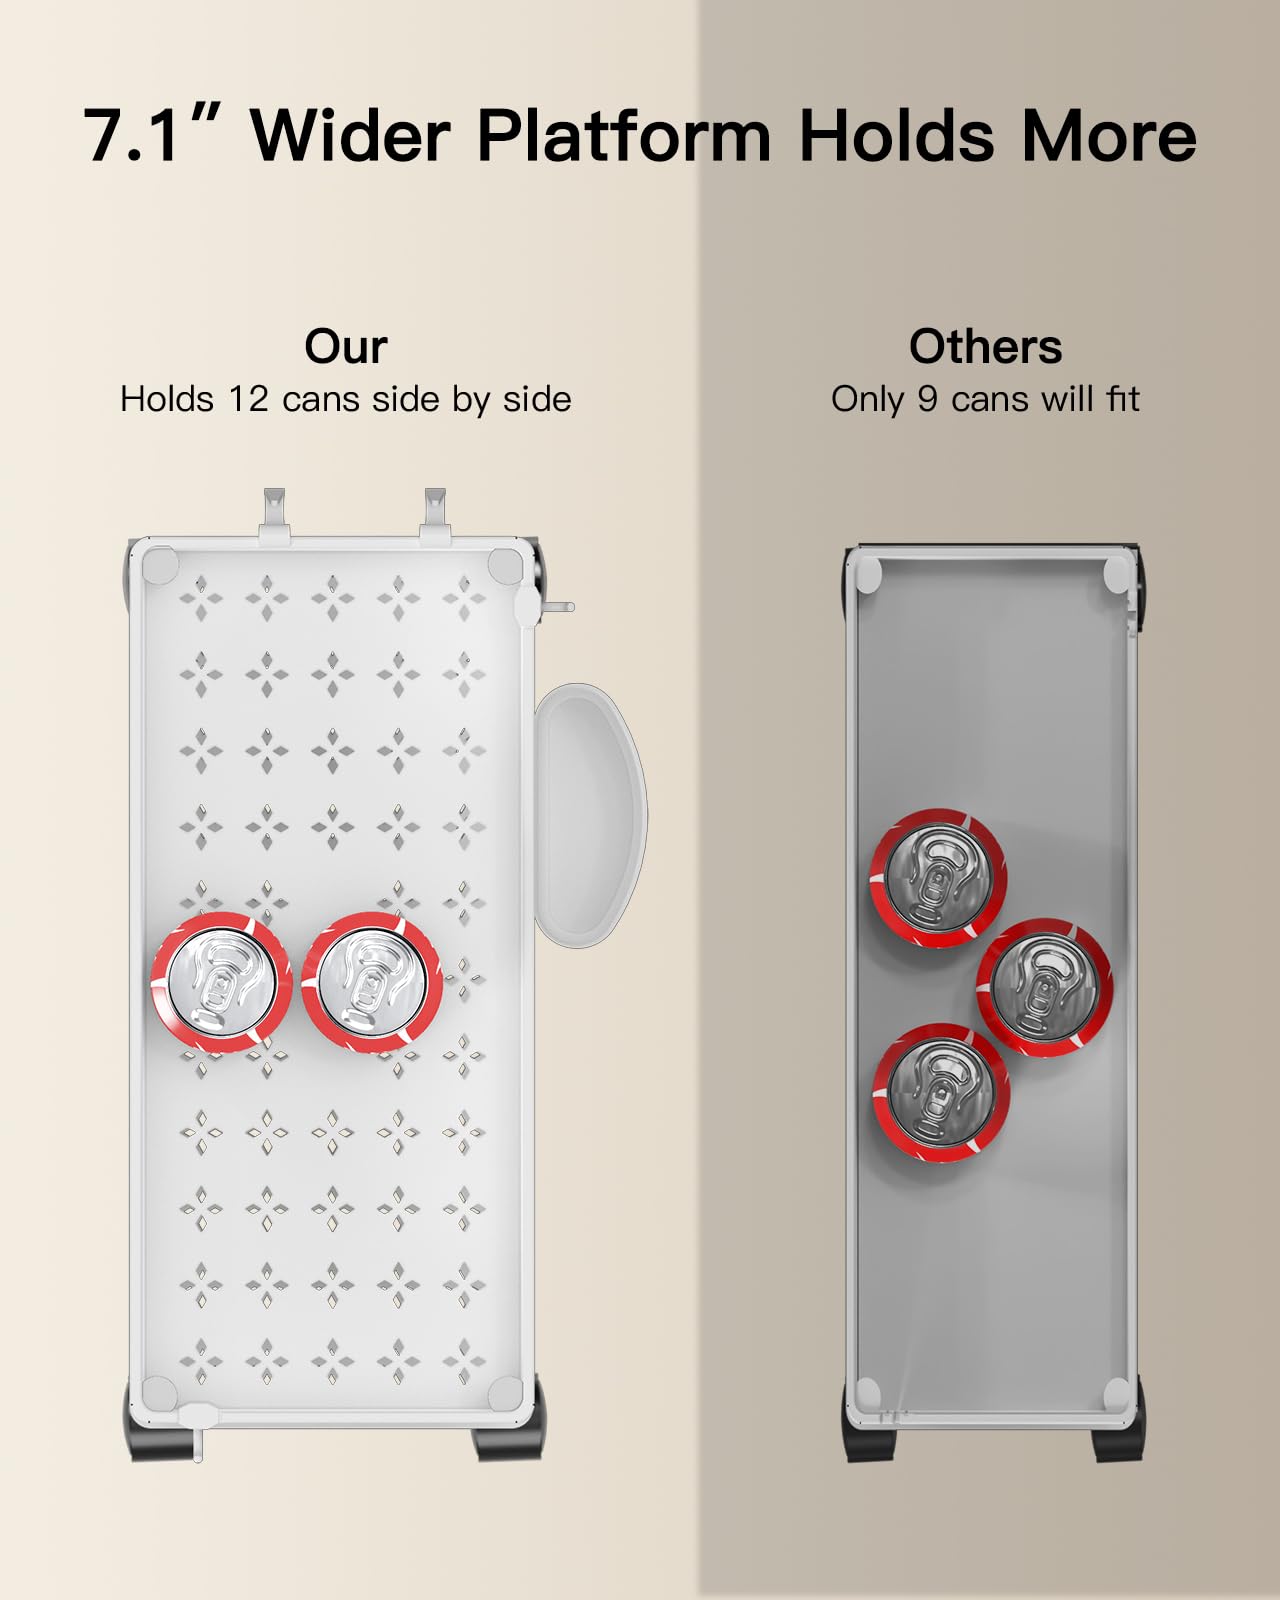 7.1″ Wider Platform Holds More
Our
Holds 12 cans side by side
Others
Only 9 cans will fit